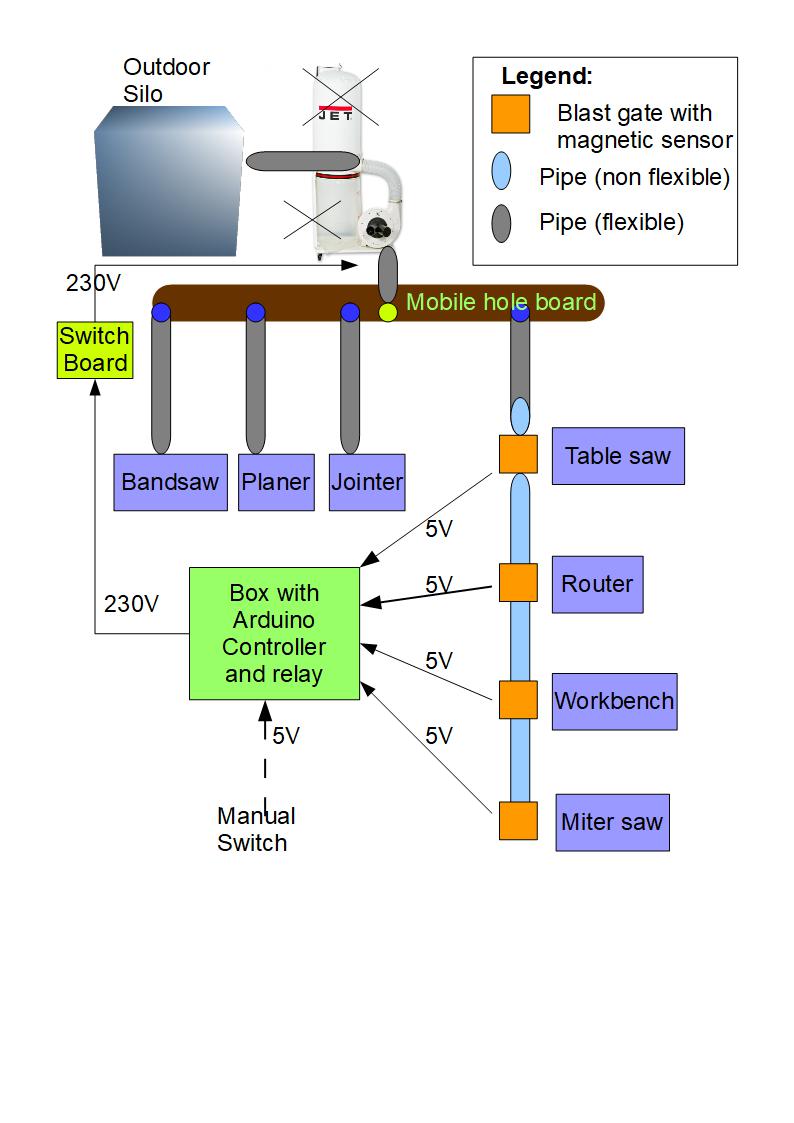 Outdoor
Silo
JET
Legend:
Blast gate with
magnetic sensor
Pipe (non flexible)
Pipe (flexible)
230V
Mobile hole board
Switch
Board
Bandsaw
Planer
Jointer
Table saw
5V
Box with
Arduino
Controller
and relay
5V
Router
230V
5V
Workbench
5V
5V
Manual
Switch
Miter saw